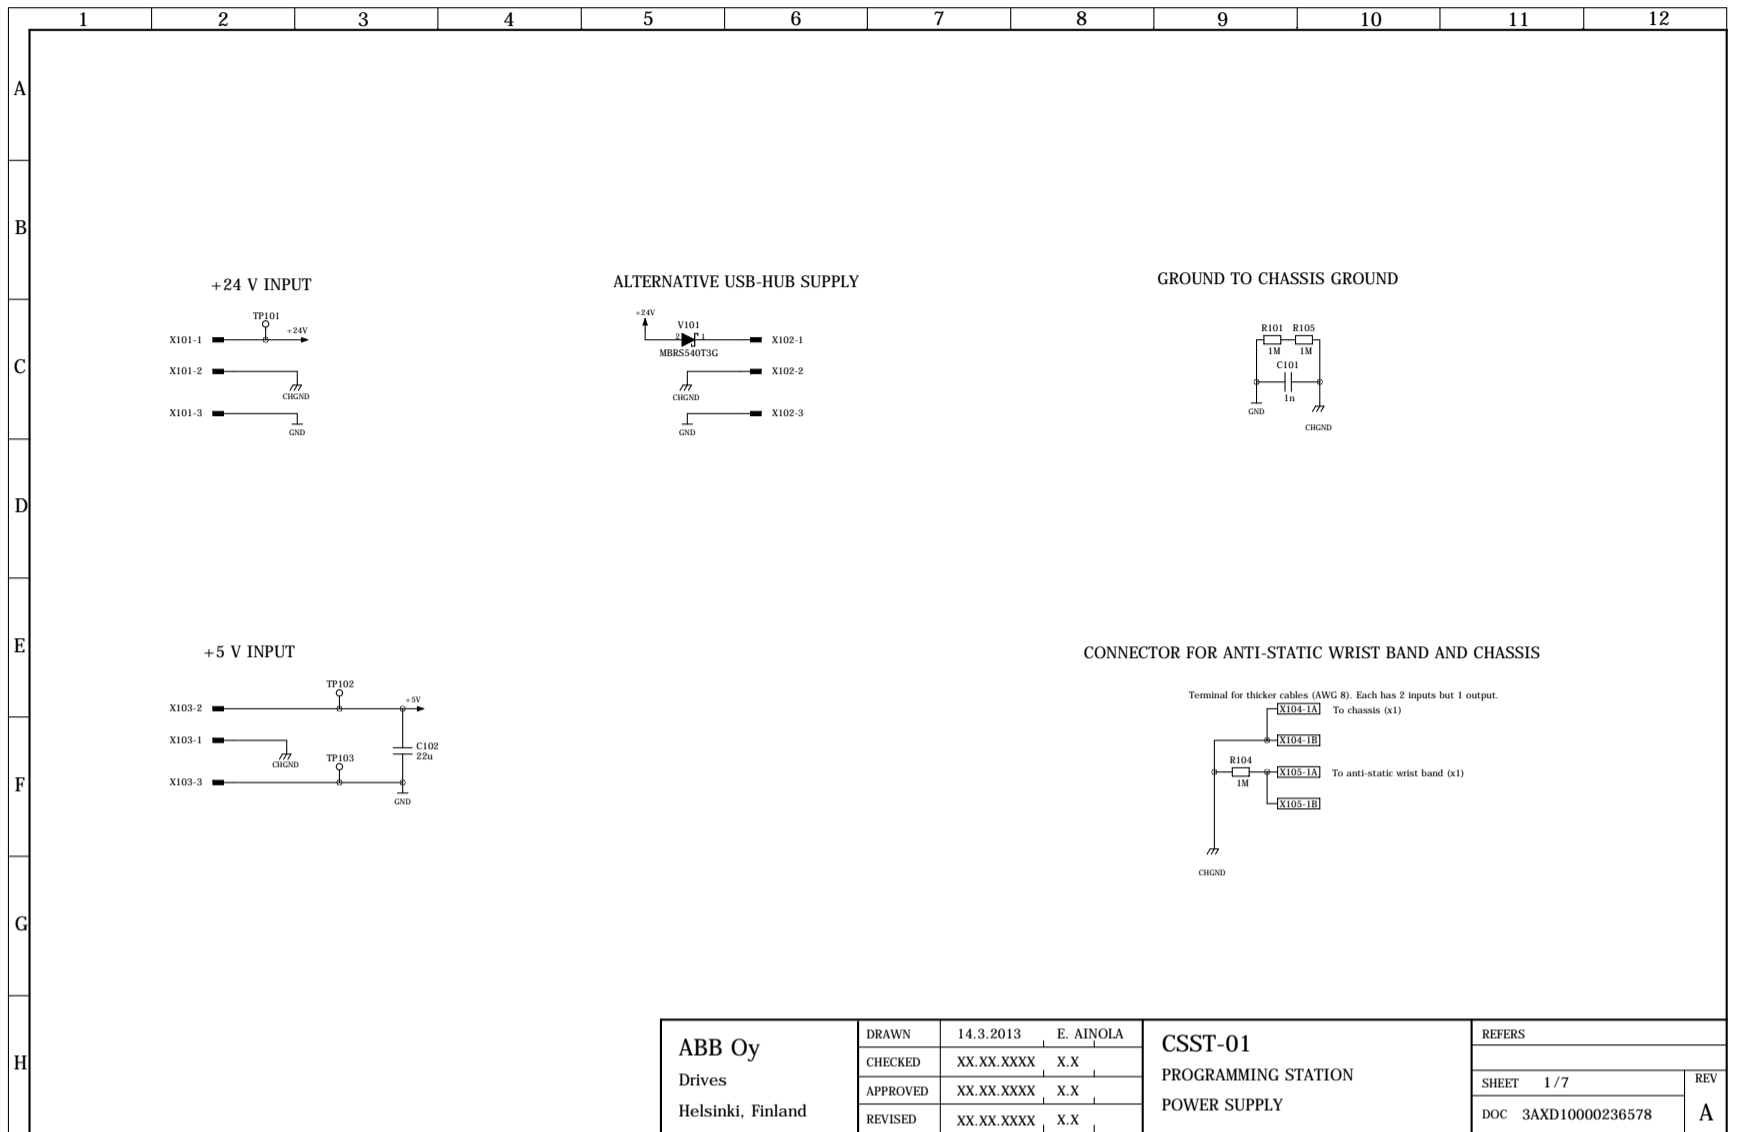 1 2 3 4 5 6 7 8 9 10 11 12
A
B
C
D
E
F
G
H
+24 V INPUT
TP101
+24V
X101-1
X101-2
CHGND
X101-3
GND
ALTERNATIVE USB-HUB SUPPLY
+24V
V101
2 1
X102-1
MBRS540T3G
X102-2
CHGND
X102-3
GND
GROUND TO CHASSIS GROUND
R101 R105
1M 1M
C101
1n
GND
CHGND
+5 V INPUT
TP102
+5V
X103-2
X103-1
CHGND
C102
22u
TP103
X103-3
GND
CONNECTOR FOR ANTI-STATIC WRIST BAND AND CHASSIS
Terminal for thicker cables (AWG 8). Each has 2 inputs but 1 output.
X104-1A To chassis (x1)
X104-1B
R104
1M
X105-1A To anti-static wrist band (x1)
X105-1B
CHGND
ABB Oy
Drives
Helsinki, Finland
DRAWN 14.3.2013 E. AINOLA
CHECKED XX.XX.XXXX X.X
APPROVED XX.XX.XXXX X.X
REVISED XX.XX.XXXX X.X
CSST-01
PROGRAMMING STATION
POWER SUPPLY
REFERS
SHEET 1/7
REV
DOC 3AXD10000236578
A